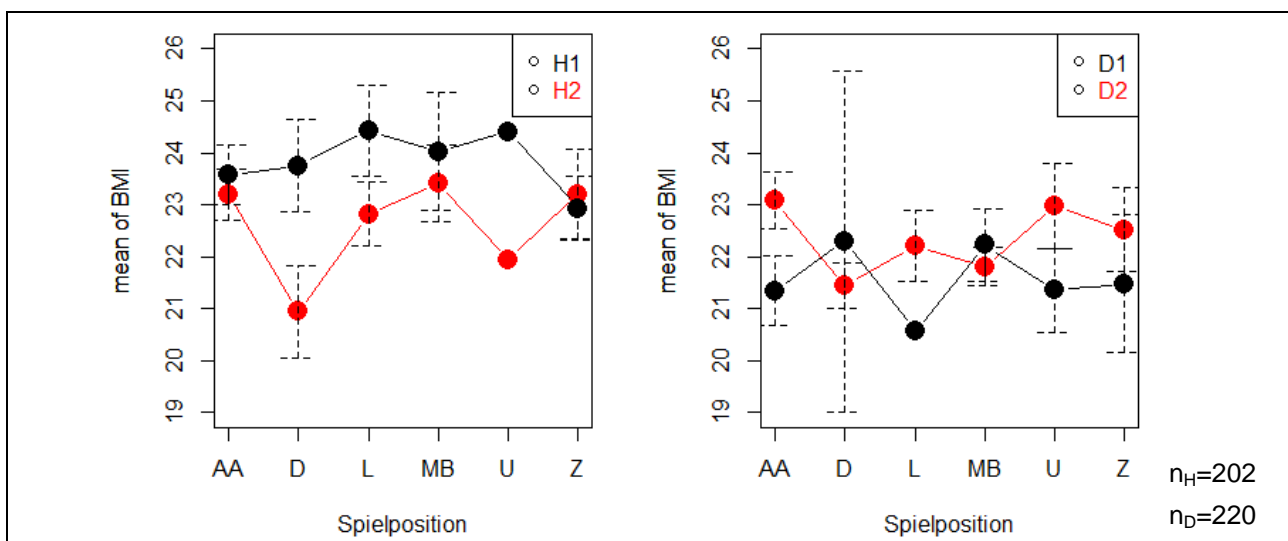 26
25
24
23
22
21
20
19
mean of BMI
H1
H2
AA D L MB U Z
Spielposition
26
25
24
23
22
21
20
19
mean of BMI
D1
D2
AA D L MB U Z
Spielposition
nH=202
nD=220